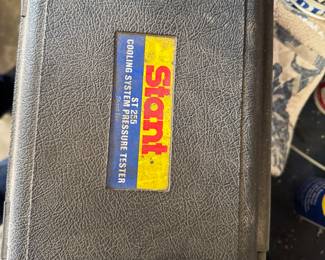 Stant
ST 255
COOLING SYSTEM PRESSURE TESTER